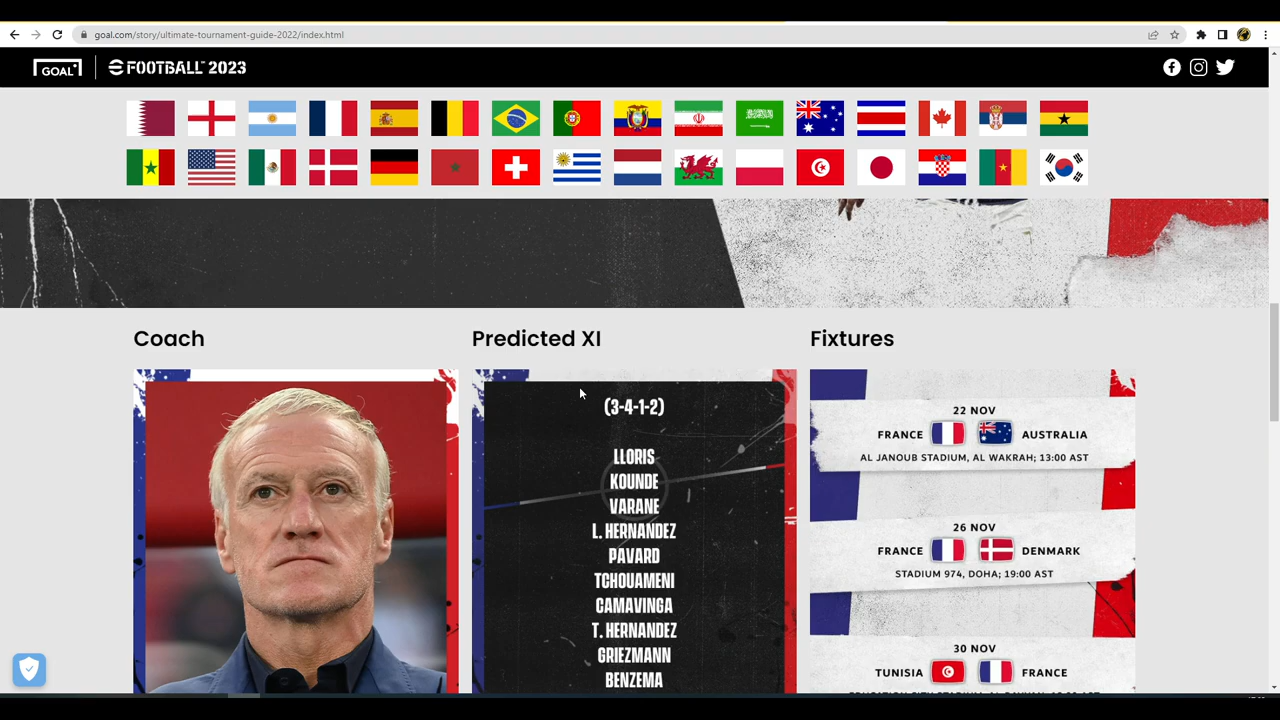 goal.com/story/ultimate-tournament-guide-2022/index.html
GOAL
FOOTBALL™ 2023
Coach
Predicted XI
Fixtures
(3-4-1-2)
LLORIS
KOUNDE
VARANE
L. HERNANDEZ
PAVARD
TCHOUAMENI
CAMAVINGA
T. HERNANDEZ
GRIEZMANN
BENZEMA
22 NOV
FRANCE AUSTRALIA
AL JANOUB STADIUM, AL WAKRAH; 13:00 AST
26 NOV
FRANCE DENMARK
STADIUM 974, DOHA; 19:00 AST
30 NOV
TUNISIA FRANCE